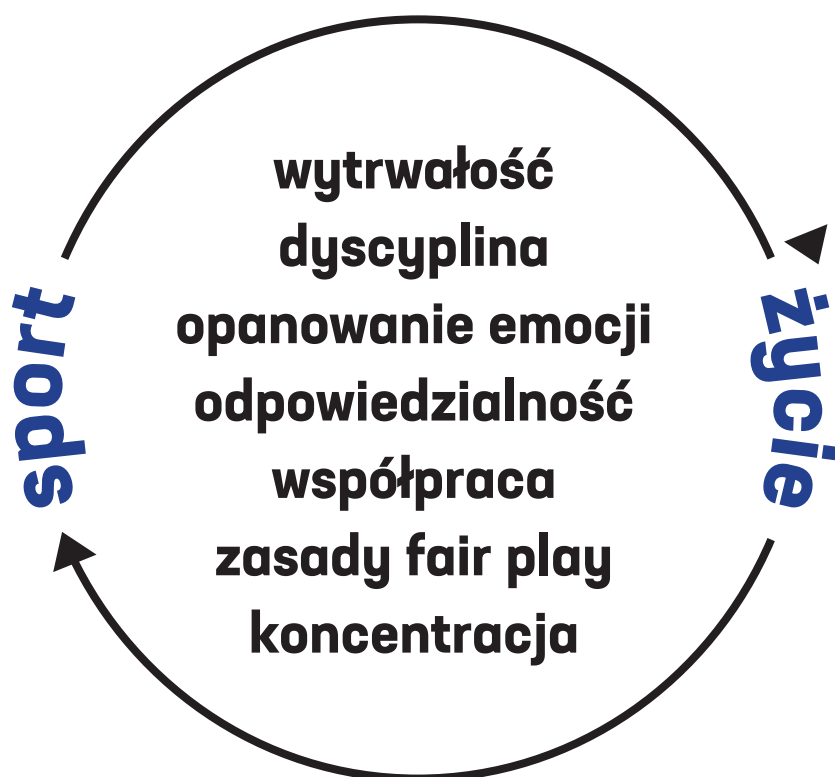 wytrwałość
dyscyplina
opanowanie emocji
odpowiedzialność
współpraca
zasady fair play
koncentracja
sport
życie